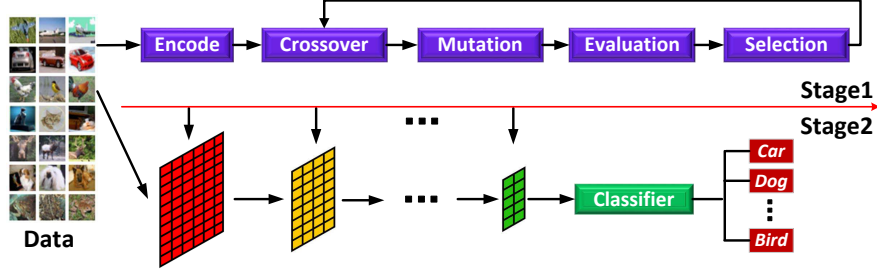 Encode
Crossover
Mutation
Evaluation
Selection
Stage1
Stage2
Data
Classifier
Car
Dog
Bird